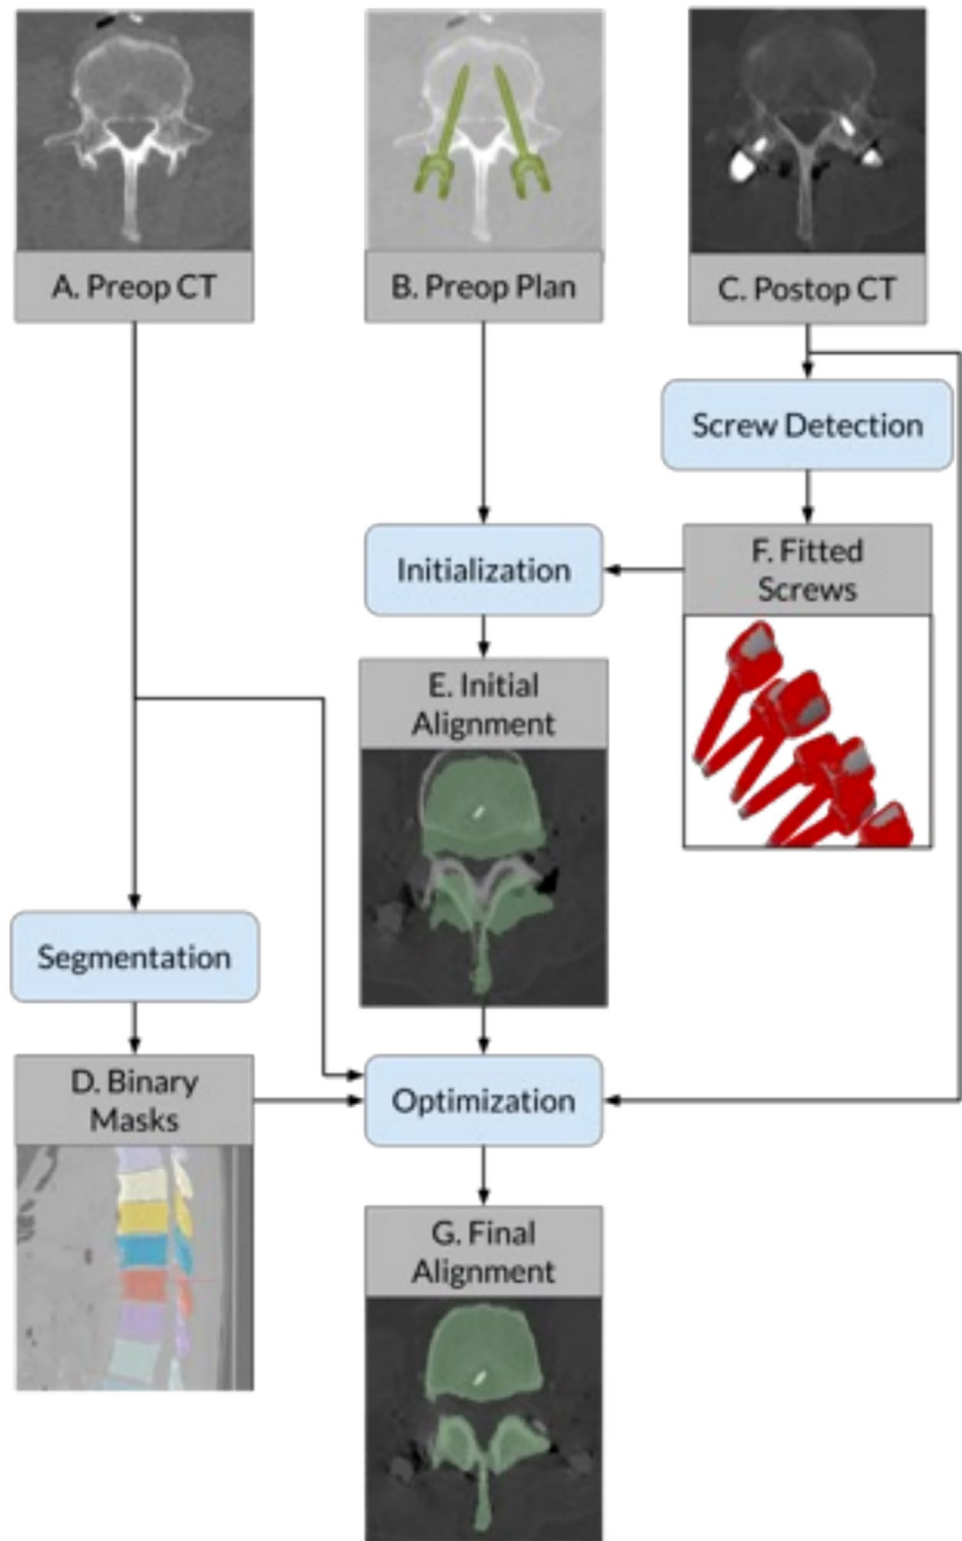 A. Preop CT
B. Preop Plan
C. Postop CT
Screw Detection
Initialization
F. Fitted
Screws
E. Initial
Alignment
Segmentation
D. Binary
Masks
Optimization
G. Final
Alignment